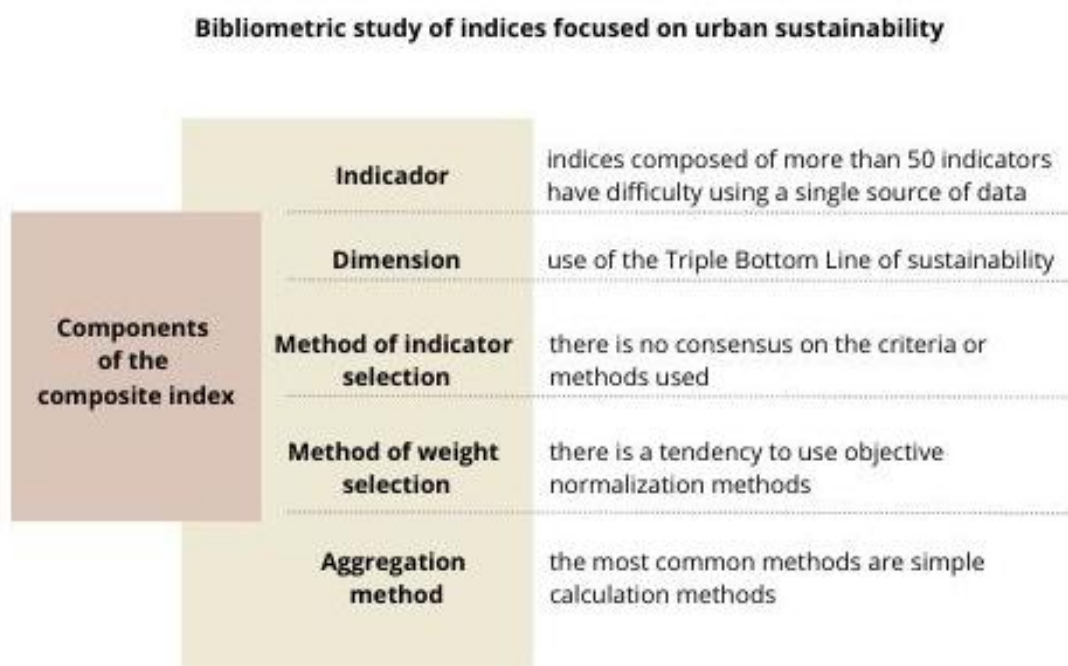 Bibliometric study of indices focused on urban sustainability
Components
of the
composite index
Indicador
indices composed of more than 50 indicators
have difficulty using a single source of data
Dimension
use of the Triple Bottom Line of sustainability
Method of indicator
selection
there is no consensus on the criteria or
methods used
Method of weight
selection
there is a tendency to use objective
normalization methods
Aggregation
method
the most common methods are simple
calculation methods